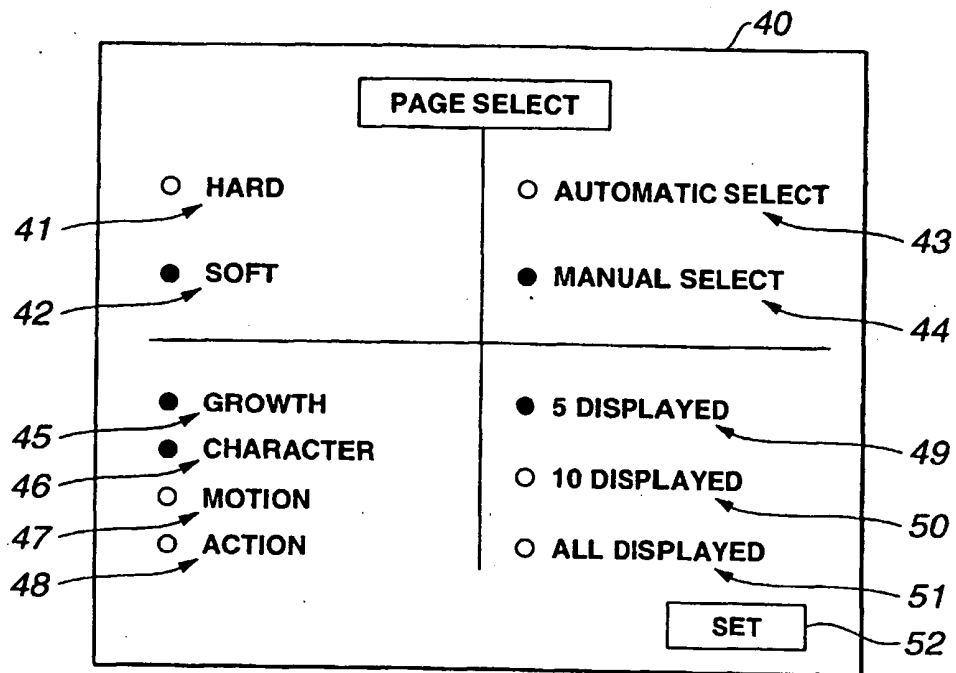 40
PAGE SELECT
HARD
41
SOFT
42
AUTOMATIC SELECT
43
MANUAL SELECT
44
GROWTH
45
CHARACTER
46
MOTION
47
ACTION
48
5 DISPLAYED
49
10 DISPLAYED
50
ALL DISPLAYED
51
SET
52